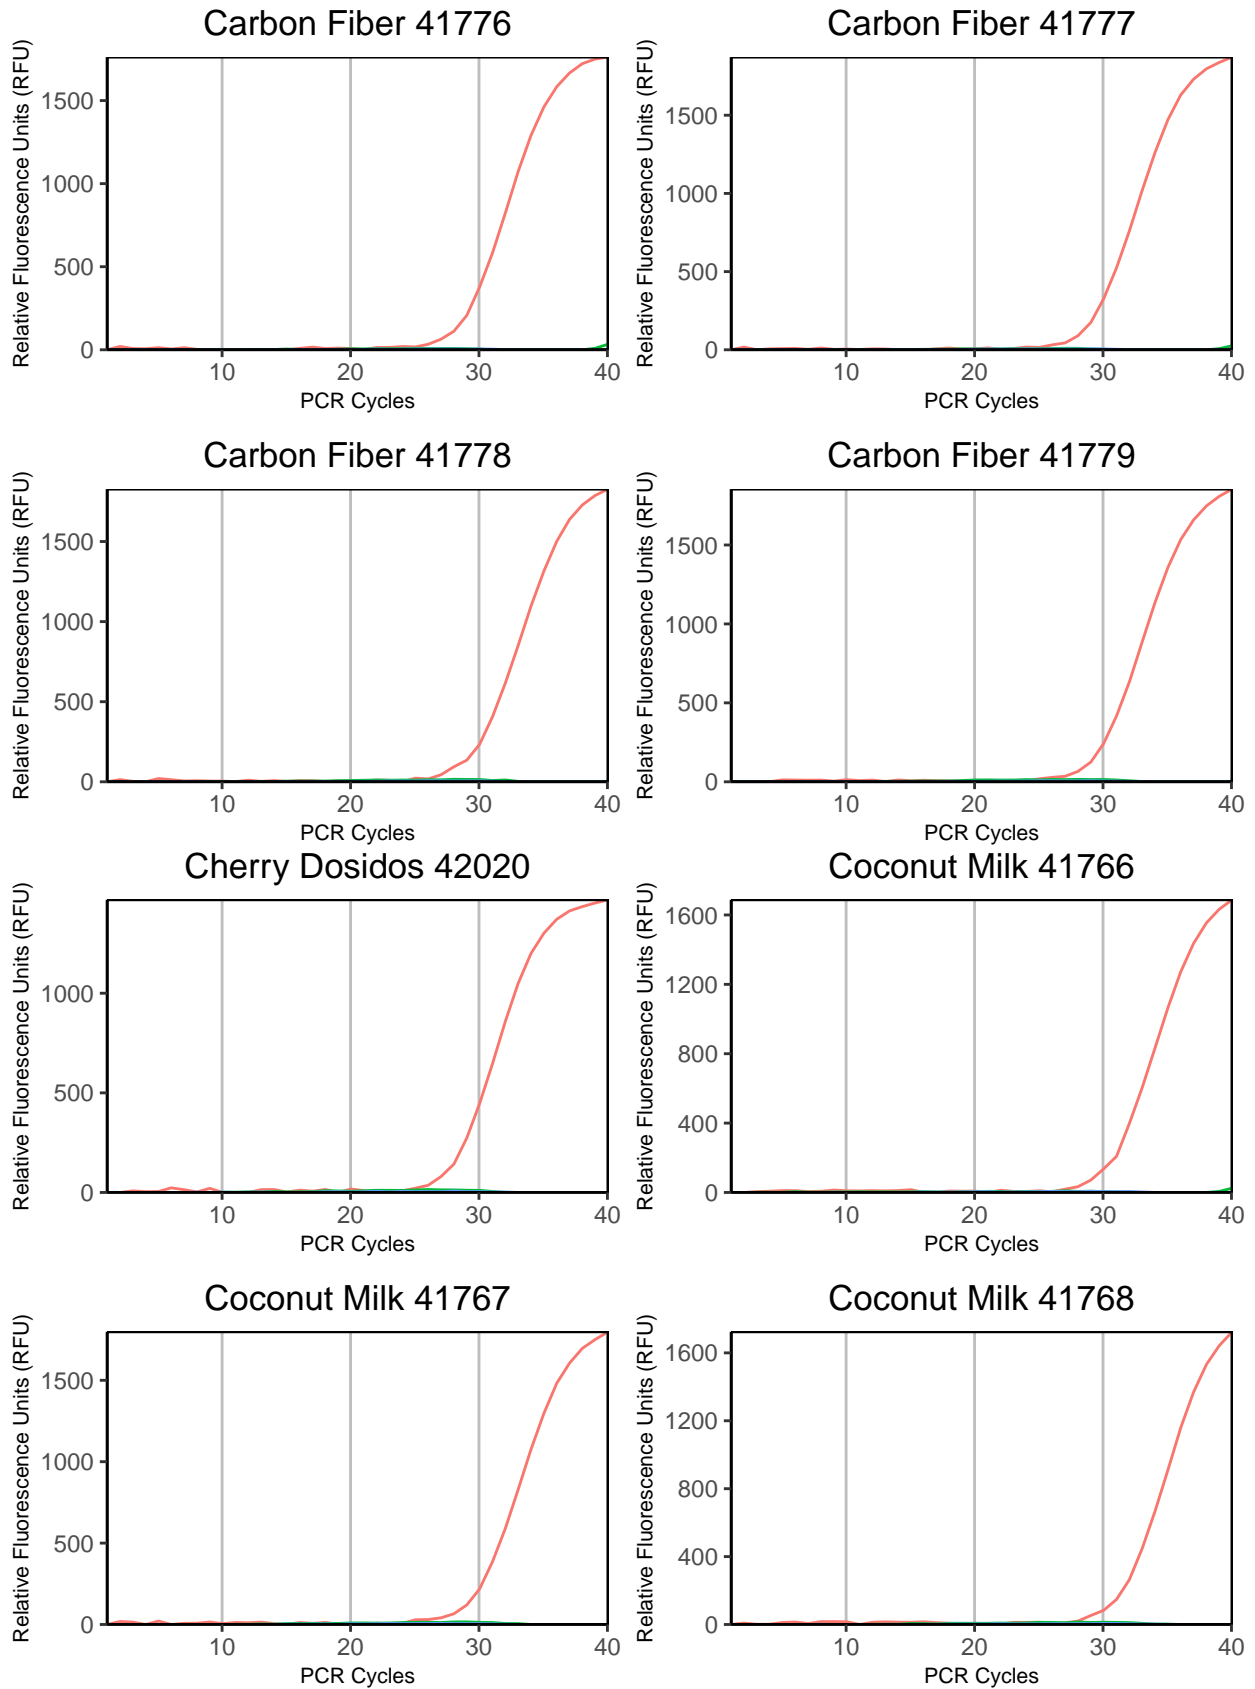 Carbon Fiber 41776
Relative Fluorescence Units (RFU)
1500
1000
500
0
10 20 30 40
PCR Cycles
Carbon Fiber 41777
Relative Fluorescence Units (RFU)
1500
1000
500
0
10 20 30 40
PCR Cycles
Carbon Fiber 41778
Relative Fluorescence Units (RFU)
1500
1000
500
0
10 20 30 40
PCR Cycles
Carbon Fiber 41779
Relative Fluorescence Units (RFU)
1500
1000
500
0
10 20 30 40
PCR Cycles
Cherry Dosidos 42020
Relative Fluorescence Units (RFU)
1000
500
0
10 20 30 40
PCR Cycles
Coconut Milk 41766
Relative Fluorescence Units (RFU)
1600
1200
800
400
0
10 20 30 40
PCR Cycles
Coconut Milk 41767
Relative Fluorescence Units (RFU)
1500
1000
500
0
10 20 30 40
PCR Cycles
Coconut Milk 41768
Relative Fluorescence Units (RFU)
1600
1200
800
400
0
10 20 30 40
PCR Cycles